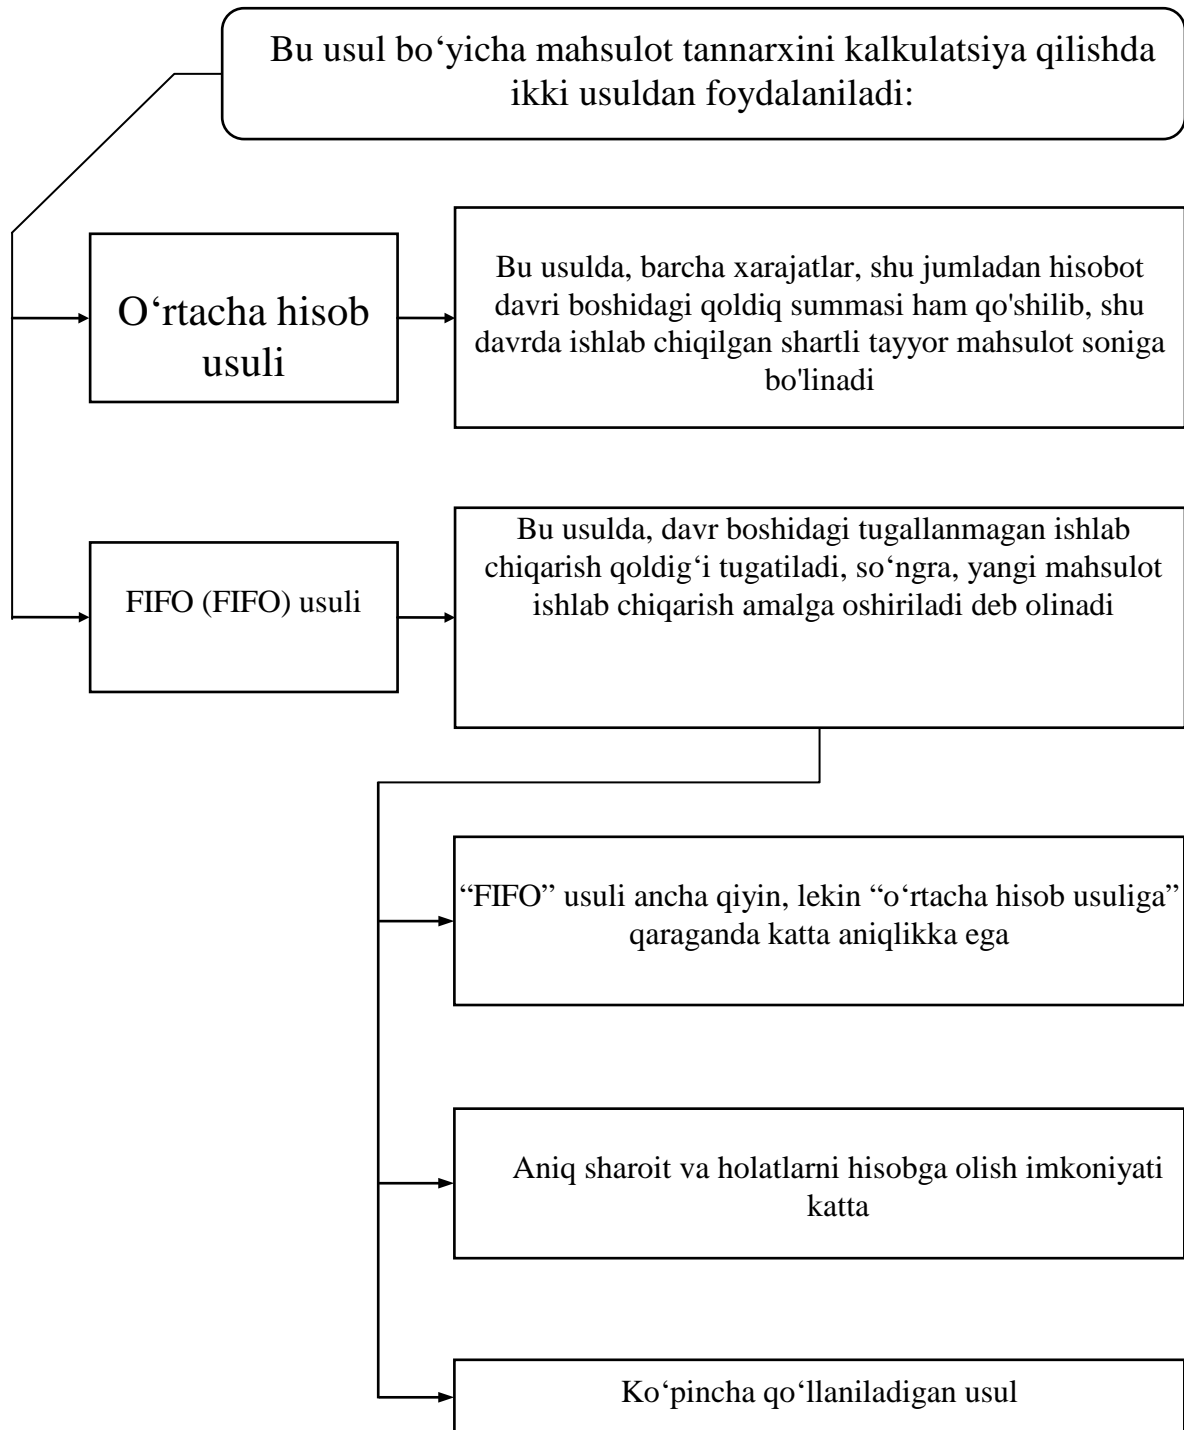 Bu usul bo‘yicha mahsulot tannarxini kalkulatsiya qilishda
ikki usuldan foydalaniladi:
O‘rtacha hisob
usuli
Bu usulda, barcha xarajatlar, shu jumladan hisobot
davri boshidagi qoldiq summasi ham qo'shilib, shu
davrda ishlab chiqilgan shartli tayyor mahsulot soniga
bo'linadi
FIFO (FIFO) usuli
Bu usulda, davr boshidagi tugallanmagan ishlab
chiqarish qoldig‘i tugatiladi, so‘ngra, yangi mahsulot
ishlab chiqarish amalga oshiriladi deb olinadi
“FIFO” usuli ancha qiyin, lekin “o‘rtacha hisob usuliga”
qaraganda katta aniqlikka ega
Aniq sharoit va holatlarni hisobga olish imkoniyati
katta
Ko‘pincha qo‘llaniladigan usul